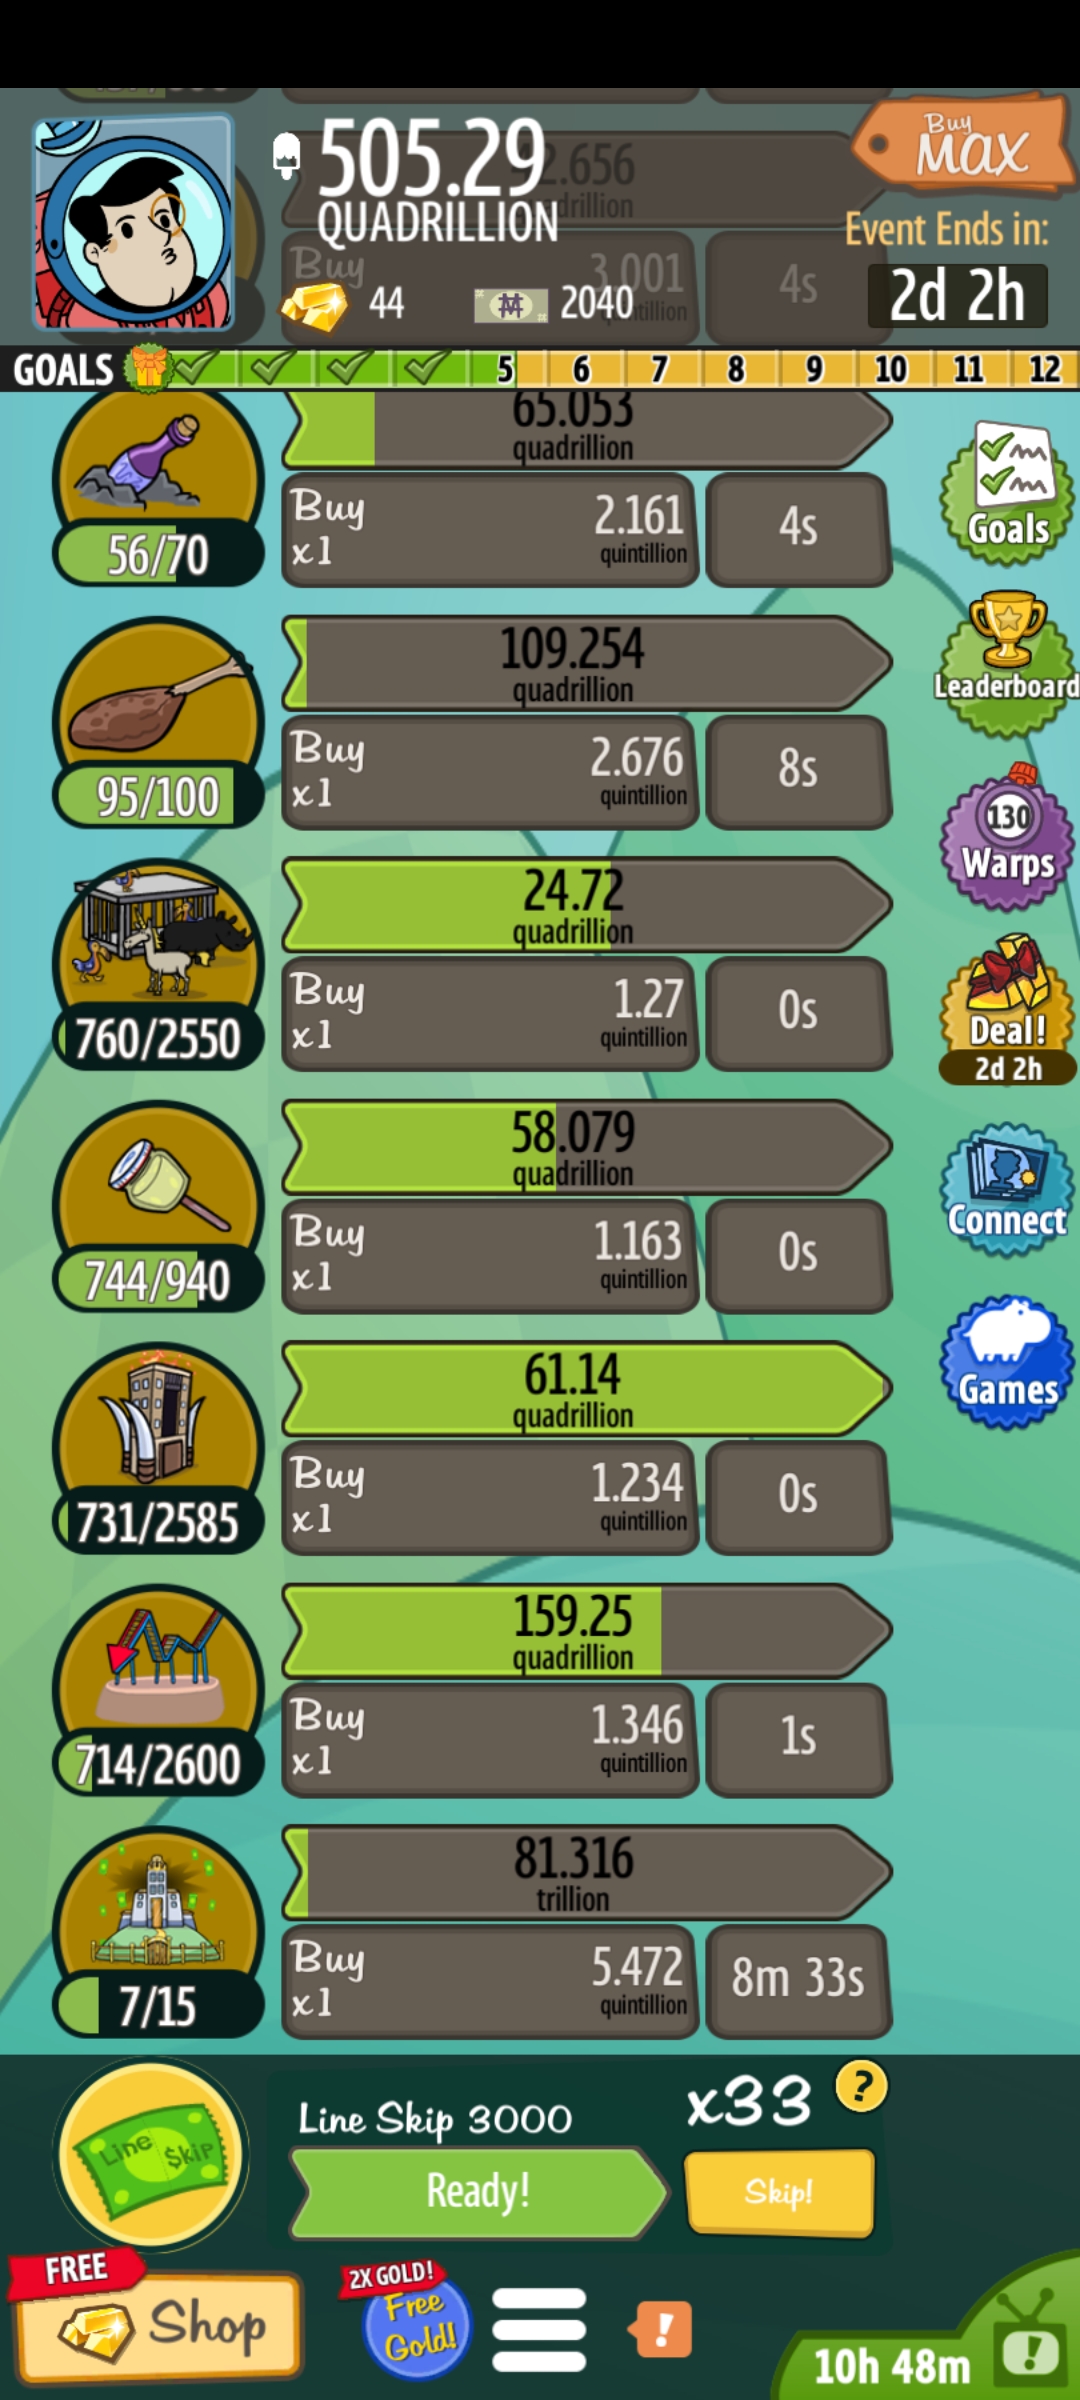 505.29
QUADRILLION
Buy
MAX
Event Ends in:
2d 2h
44
2040
Buy
3.001
4s
GOALS
5 6 7 8 9 10 11 12
65.053
quadrillion
56/70
Buy
x1
2.161
quintillion
4s
Goals
109.254
quadrillion
95/100
Buy
x1
2.676
quintillion
8s
Leaderboard
24.72
quadrillion
760/2550
Buy
x1
1.27
quintillion
0s
130
Warps
Deal!
2d 2h
58.079
quadrillion
744/940
Buy
x1
1.163
quintillion
0s
Connect
61.14
quadrillion
731/2585
Buy
x1
1.234
quintillion
0s
Games
159.25
quadrillion
714/2600
Buy
x1
1.346
quintillion
1s
81.316
trillion
7/15
Buy
x1
5.472
quintillion
8m 33s
Line $kip
Line Skip 3000
x33
?
Ready!
Skip!
FREE
Shop
2X GOLD!
Free
Gold!
!
10h 48m
!